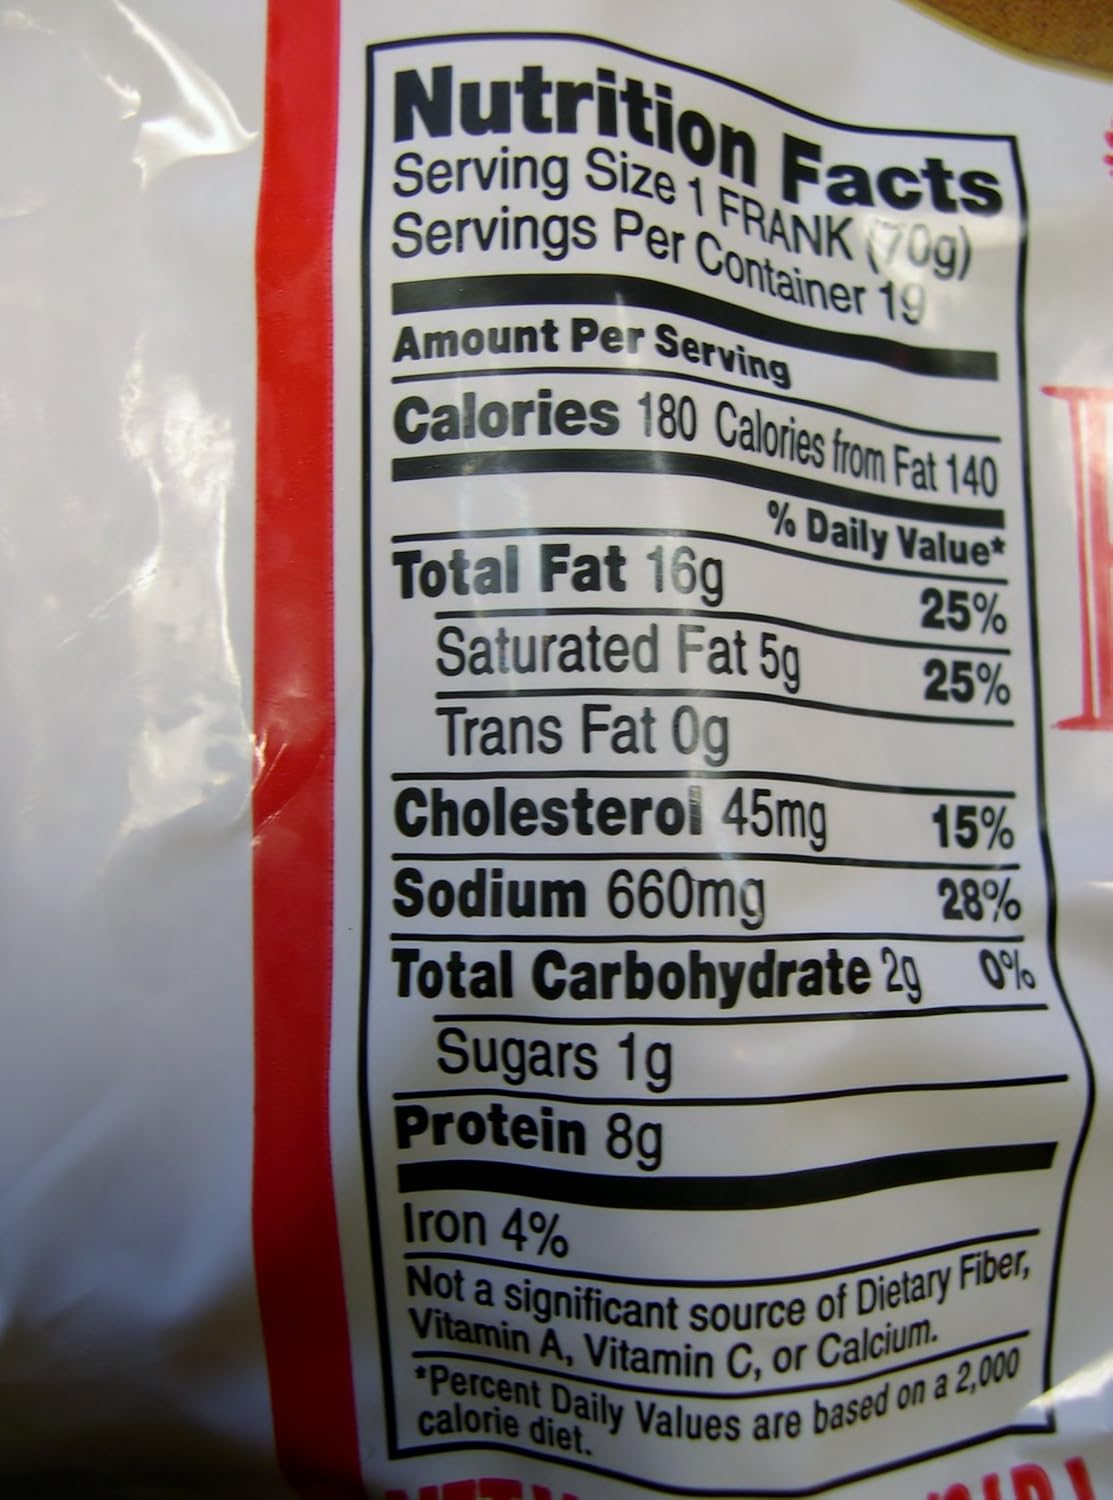 Nutrition Facts
Serving Size 1 FRANK (70g)
Servings Per Container 19
Amount Per Serving
Calories 180 Calories from Fat 140
% Daily Value*
Total Fat 16g 25%
Saturated Fat 5g 25%
Trans Fat 0g
Cholesterol 45mg 15%
Sodium 660mg 28%
Total Carbohydrate 2g 0%
Sugars 1g
Protein 8g
Iron 4%
Not a significant source of Dietary Fiber,
Vitamin A, Vitamin C, or Calcium.
*Percent Daily Values are based on a 2,000
calorie diet.